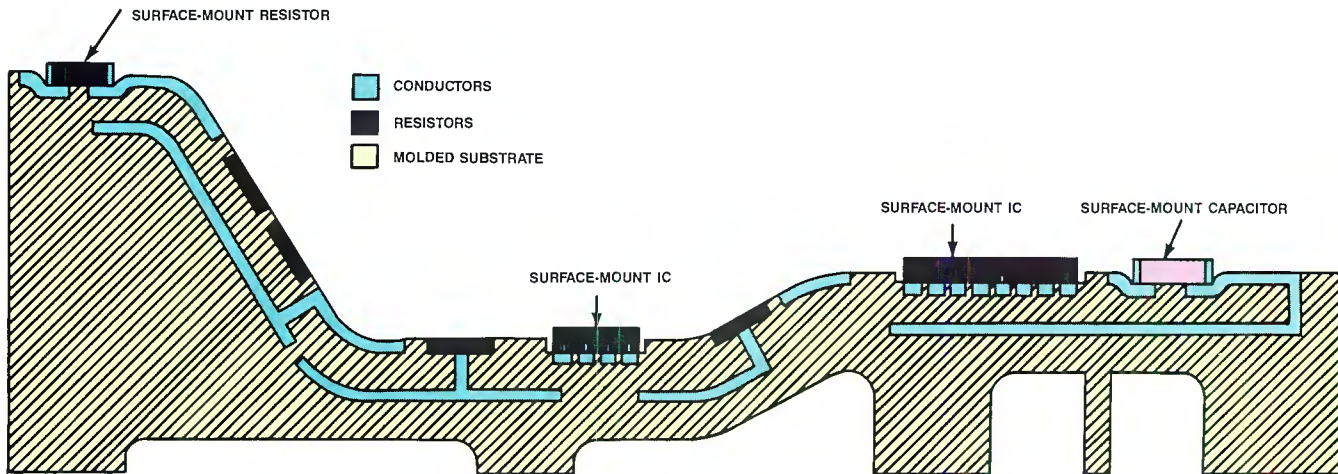 SURFACE-MOUNT RESISTOR
CONDUCTORS
RESISTORS
MOLDED SUBSTRATE
SURFACE-MOUNT IC
SURFACE-MOUNT CAPACITOR
SURFACE-MOUNT IC